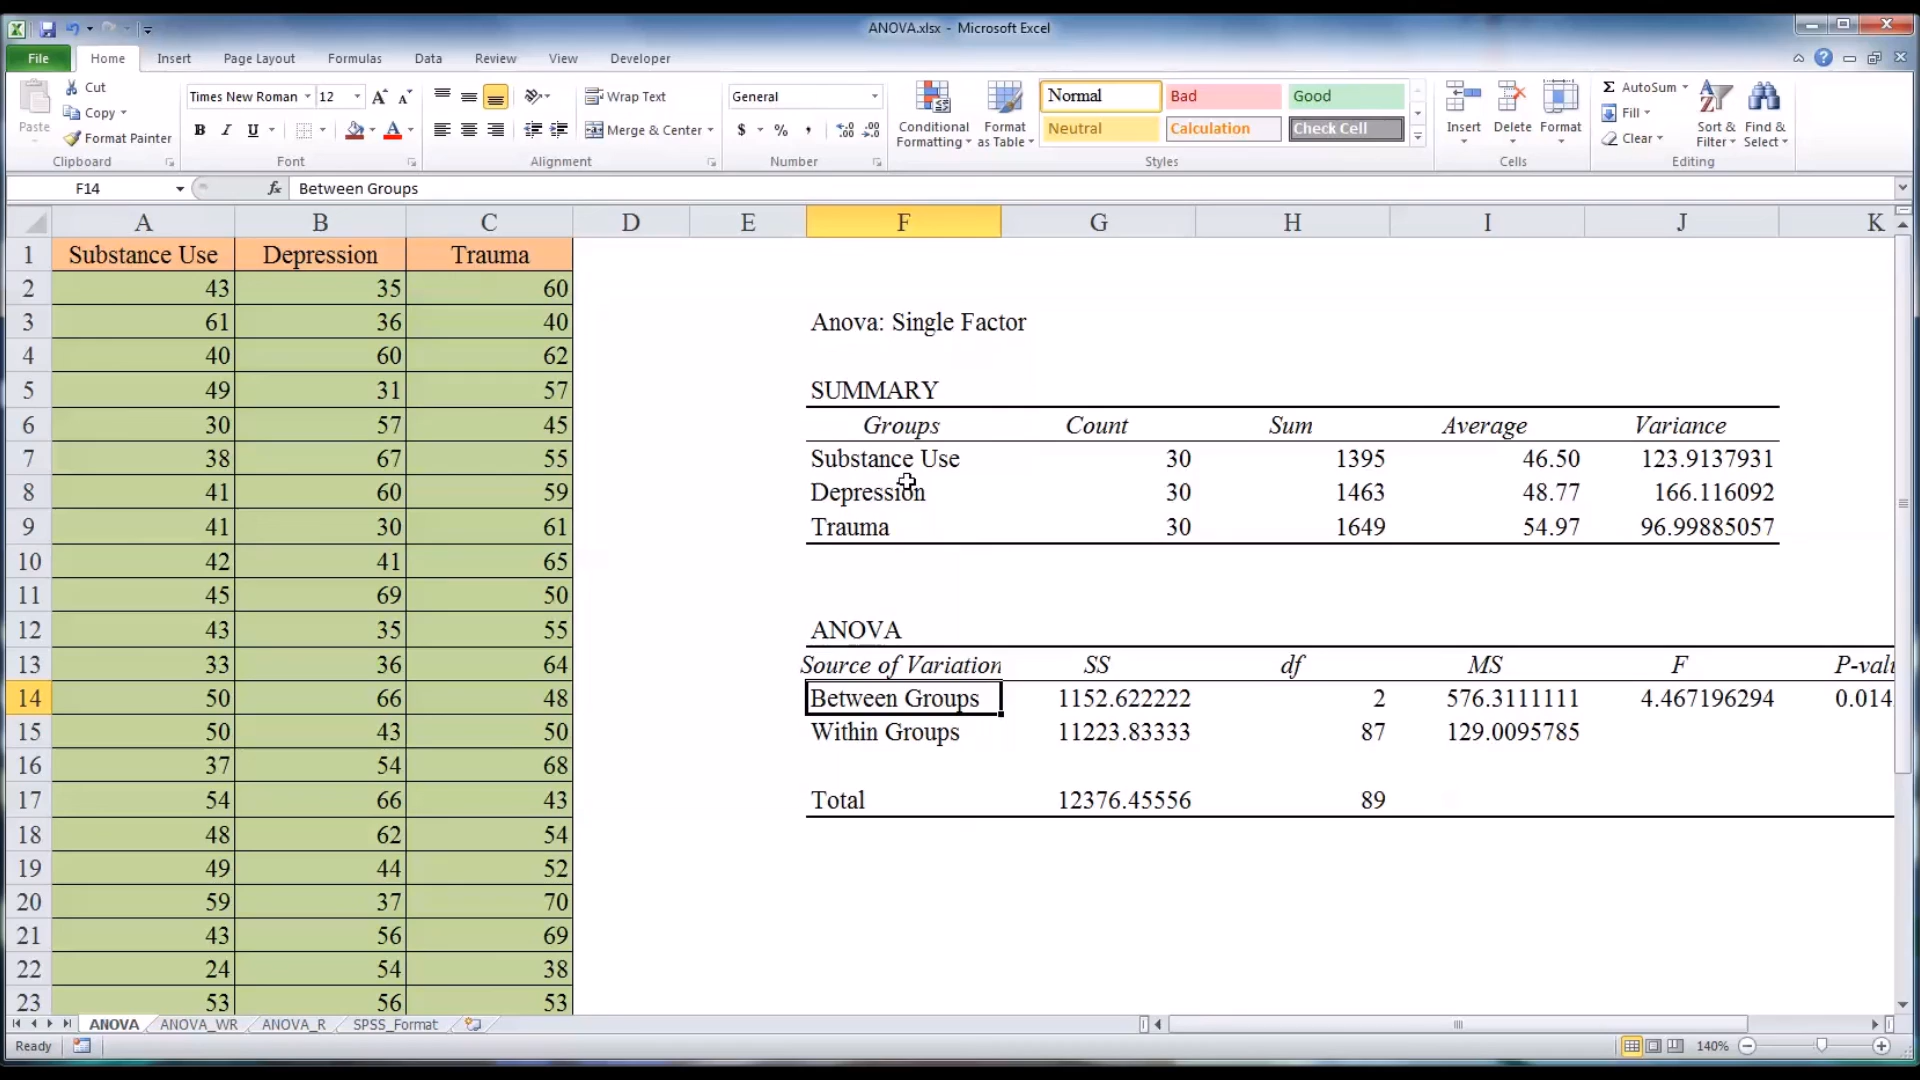 ANOVA.xlsx - Microsoft Excel
File Home Insert Page Layout Formulas Data Review View Developer
Paste Cut Copy Format Painter Clipboard
Times New Roman 12 A A B I U A Font
Wrap Text Merge & Center Alignment
General $ % , .0 .00 .00 .0 Number
Conditional Formatting Format as Table Normal Bad Good Neutral Calculation Check Cell Styles
Insert Delete Format Cells
Σ AutoSum Fill Clear Sort & Filter Find & Select Editing
F14 fx Between Groups
A B C D E F G H I J K
1 Substance Use Depression Trauma
2 43 35 60
3 61 36 40 Anova: Single Factor
4 40 60 62
5 49 31 57 SUMMARY
6 30 57 45 Groups Count Sum Average Variance
7 38 67 55 Substance Use 30 1395 46.50 123.9137931
8 41 60 59 Depression 30 1463 48.77 166.116092
9 41 30 61 Trauma 30 1649 54.97 96.99885057
10 42 41 65
11 45 69 50
12 43 35 55 ANOVA
13 33 36 64 Source of Variation SS df MS F P-val
14 50 66 48 Between Groups 1152.622222 2 576.3111111 4.467196294 0.014
15 50 43 50 Within Groups 11223.83333 87 129.0095785
16 37 54 68
17 54 66 43 Total 12376.45556 89
18 48 62 54
19 49 44 52
20 59 37 70
21 43 56 69
22 24 54 38
23 53 56 53
ANOVA ANOVA_WR ANOVA_R SPSS_Format
Ready 140%